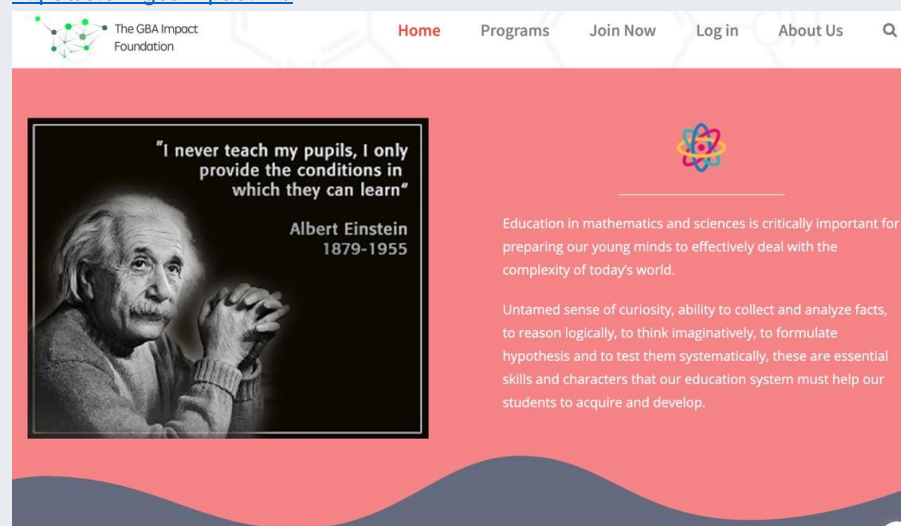 The GBA Impact
Foundation
Home
Programs
Join Now
Log in
About Us
"I never teach my pupils, I only
provide the conditions in
which they can learn"
Albert Einstein
1879-1955
Education in mathematics and sciences is critically important for
preparing our young minds to effectively deal with the
complexity of today's world.
Untamed sense of curiosity, ability to collect and analyze facts,
to reason logically, to think imaginatively, to formulate
hypothesis and to test them systematically, these are essential
skills and characters that our education system must help our
students to acquire and develop.